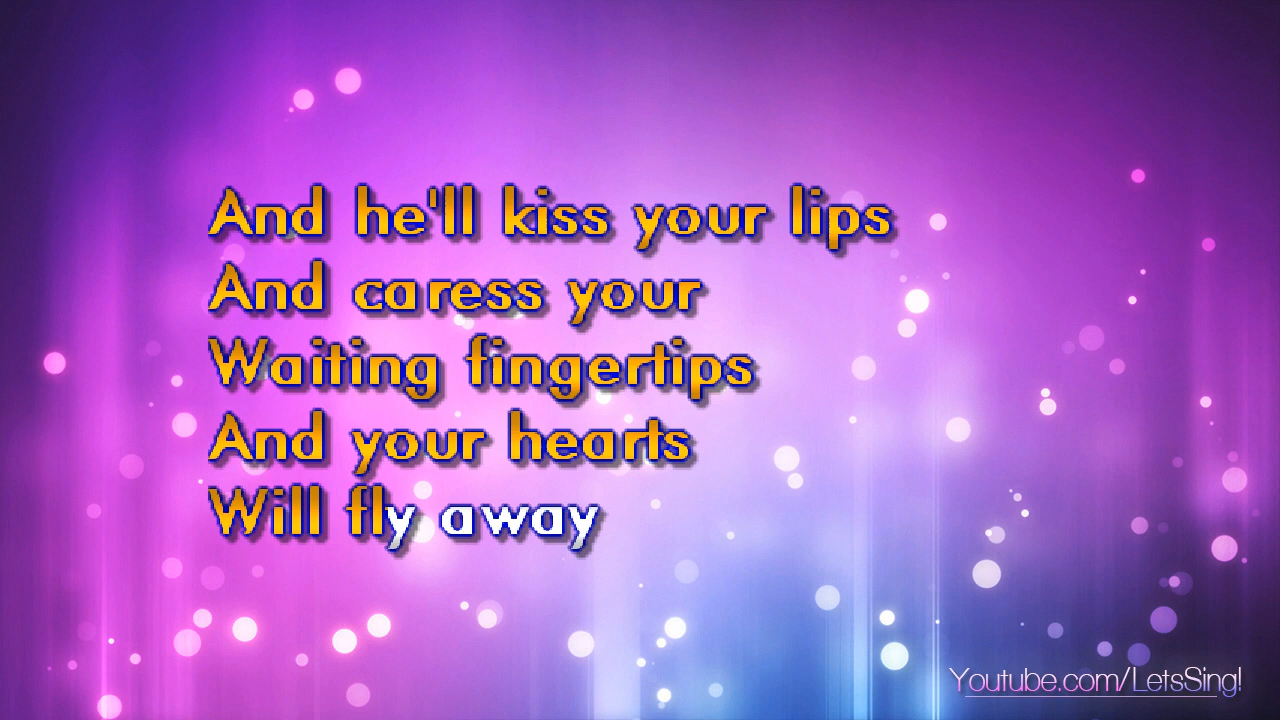 And he'll kiss your lips
And caress your
Waiting fingertips
And your hearts
Will fly away
Youtube.com/LetsSing!